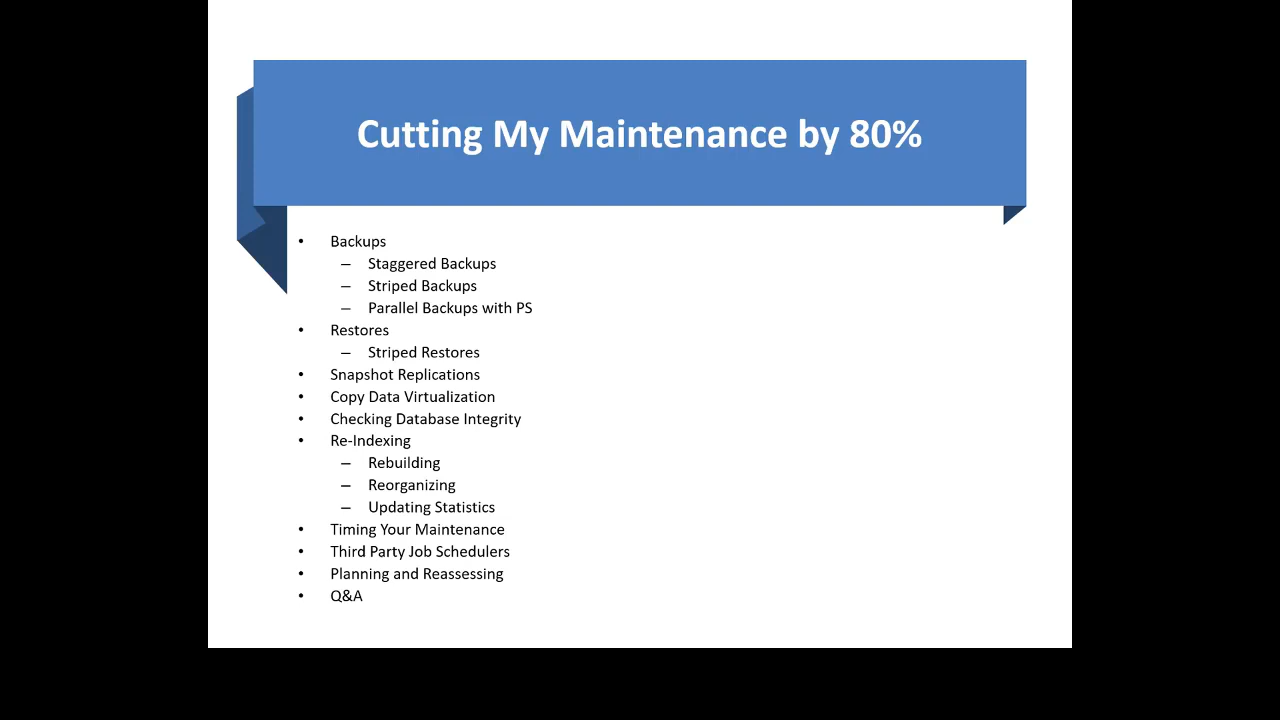 Cutting My Maintenance by 80%
• Backups
– Staggered Backups
– Striped Backups
– Parallel Backups with PS
• Restores
– Striped Restores
• Snapshot Replications
• Copy Data Virtualization
• Checking Database Integrity
• Re-Indexing
– Rebuilding
– Reorganizing
– Updating Statistics
• Timing Your Maintenance
• Third Party Job Schedulers
• Planning and Reassessing
• Q&A